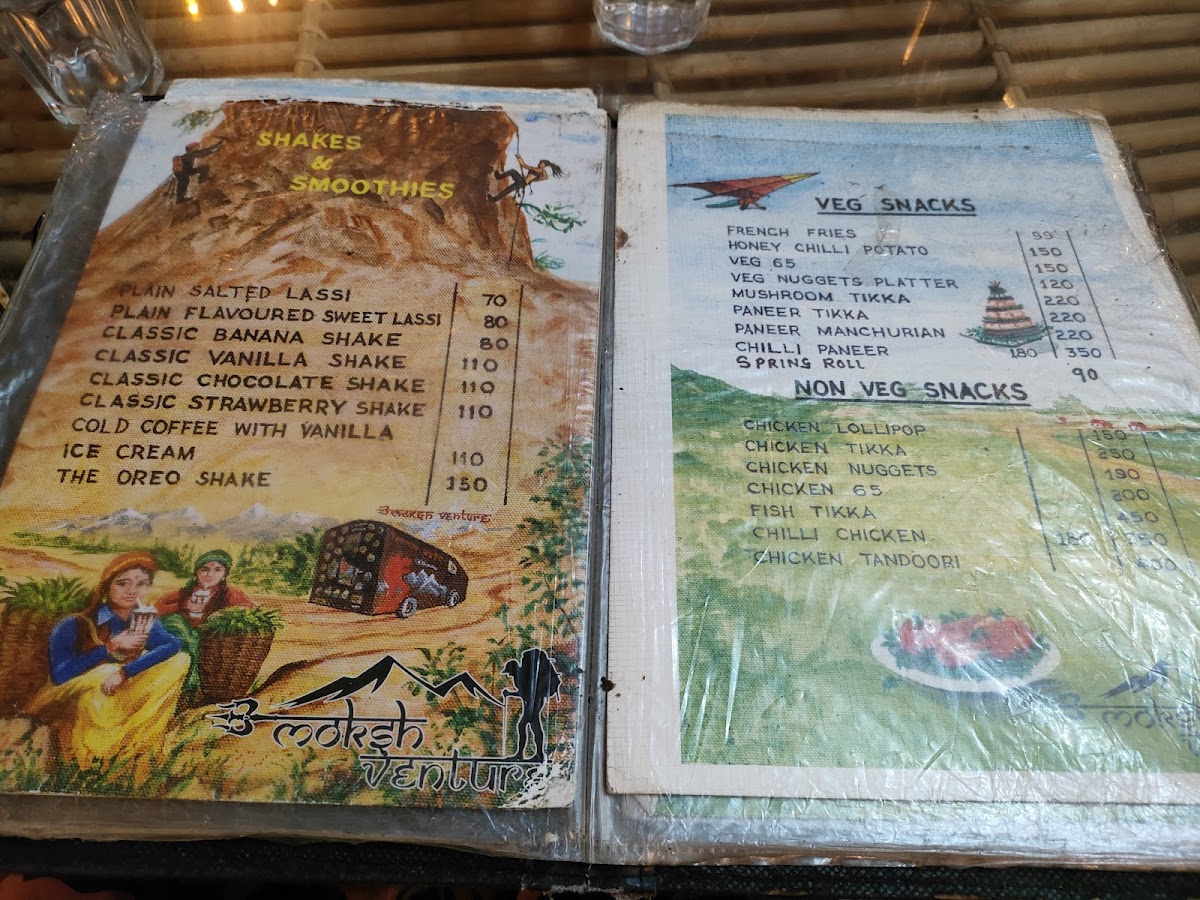 SHAKES
&
SMOOTHIES
PLAIN SALTED LASSI 70
PLAIN FLAVOURED SWEET LASSI 80
CLASSIC BANANA SHAKE 80
CLASSIC VANILLA SHAKE 110
CLASSIC CHOCOLATE SHAKE 110
CLASSIC STRAWBERRY SHAKE 110
COLD COFFEE WITH VANILLA
ICE CREAM 110
THE OREO SHAKE 150
moksh venture
moksh
venture
VEG SNACKS
FRENCH FRIES 99
HONEY CHILLI POTATO 150
VEG 65 150
VEG NUGGETS PLATTER 120
MUSHROOM TIKKA 220
PANEER TIKKA 220
PANEER MANCHURIAN 220
CHILLI PANEER 180 350
SPRING ROLL 90
NON VEG SNACKS
CHICKEN LOLLIPOP 150
CHICKEN TIKKA 250
CHICKEN NUGGETS 190
CHICKEN 65 200
FISH TIKKA 450
CHILLI CHICKEN 180
CHICKEN TANDOORI
moksh